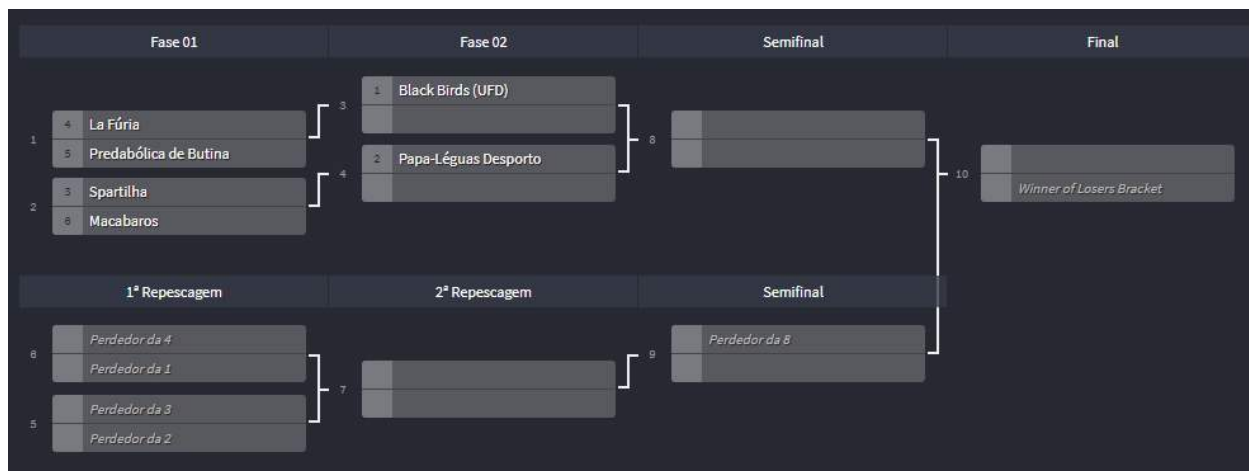 Fase 01
Fase 02
Semifinal
Final
1
4 La Fúria
5 Predabólica de Butina
2
3 Spartilha
6 Macabaros
3
1 Black Birds (UFD)
4
2 Papa-Léguas Desporto
8
10
Winner of Losers Bracket
1ª Repescagem
2ª Repescagem
Semifinal
6
Perdedor da 4
Perdedor da 1
5
Perdedor da 3
Perdedor da 2
7
9
Perdedor da 8